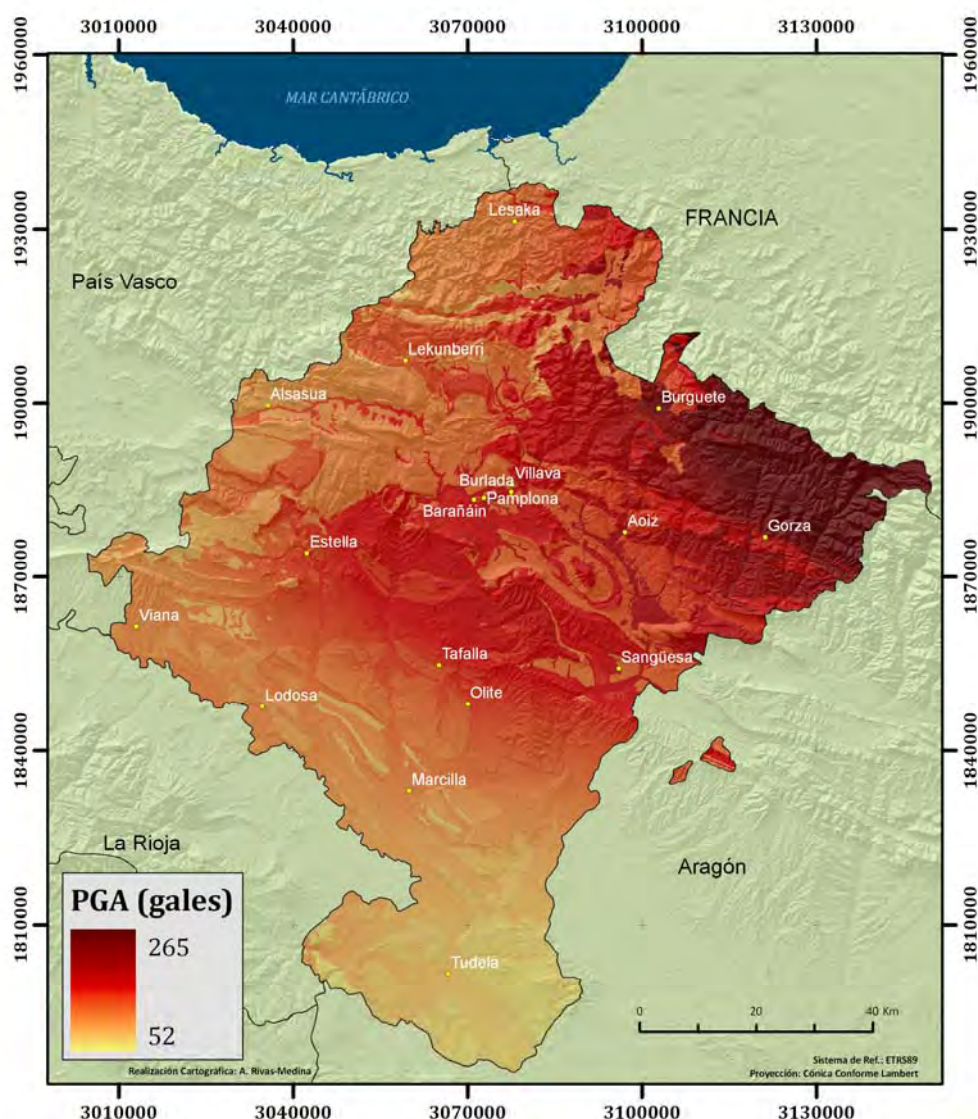 3010000 3040000 3070000 3100000 3130000
1960000 1960000
MAR CANTÁBRICO
Lesaka
FRANCIA
1930000 1930000
País Vasco
Lekunberri
Alsasua
Burguete
1900000 1900000
Villava
Burlada
Pamplona
Barañáin
Aoiz
Gorza
Estella
1870000 1870000
Viana
Tafalla
Sangüesa
Lodosa
Olite
1840000 1840000
Marcilla
La Rioja
Aragón
PGA (gales)
265
52
1810000 1810000
Tudela
0 20 40 Km
Sistema de Ref.: ETRS89
Realización Cartográfica: A. Rivas-Medina
Proyección: Cónica Conforme Lambert
3010000 3040000 3070000 3100000 3130000